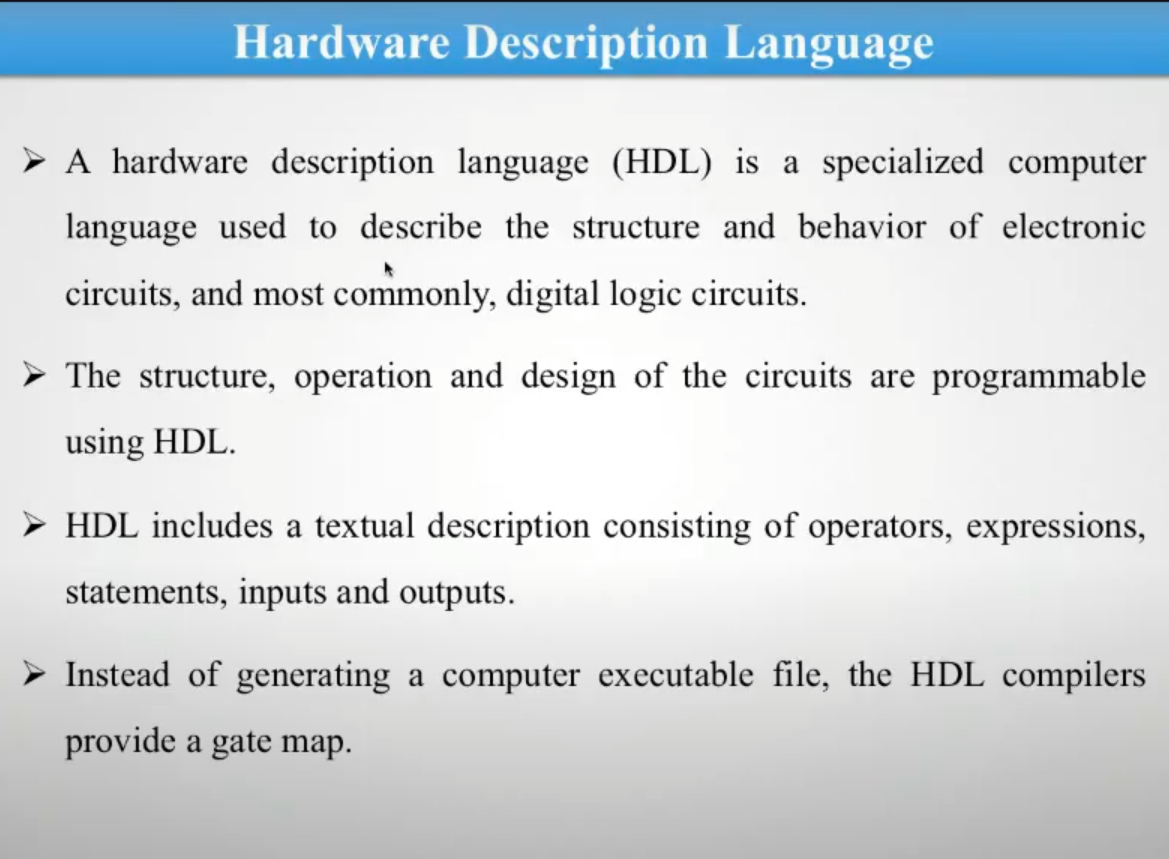 Hardware Description Language
➢ A hardware description language (HDL) is a specialized computer
language used to describe the structure and behavior of electronic
circuits, and most commonly, digital logic circuits.
➢ The structure, operation and design of the circuits are programmable
using HDL.
➢ HDL includes a textual description consisting of operators, expressions,
statements, inputs and outputs.
➢ Instead of generating a computer executable file, the HDL compilers
provide a gate map.